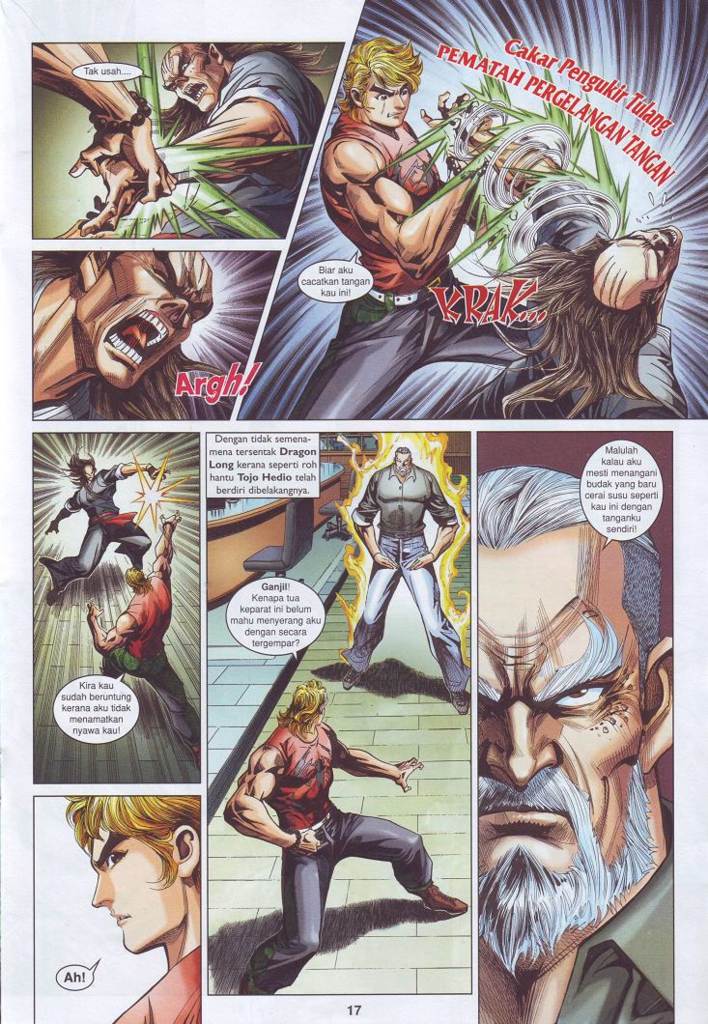 Tak usah....
Cakar Pengukir Tulang
PEMATAH PERGELANGAN TANGAN
Biar aku
cacatkan tangan
kau ini!
KRAK...
Argh!
Kira kau
sudah beruntung
kerana aku tidak
menamatkan
nyawa kau!
Ah!
Dengan tidak semena-
mena tersentak Dragon
Long kerana seperti roh
hantu Tojo Hedio telah
berdiri dibelakangnya.
Ganjil!
Kenapa tua
keparat ini belum
mahu menyerang aku
dengan secara
tergempar?
Malulah
kalau aku
mesti menangani
budak yang baru
cerai susu seperti
kau ini dengan
tanganku
sendiri!
17